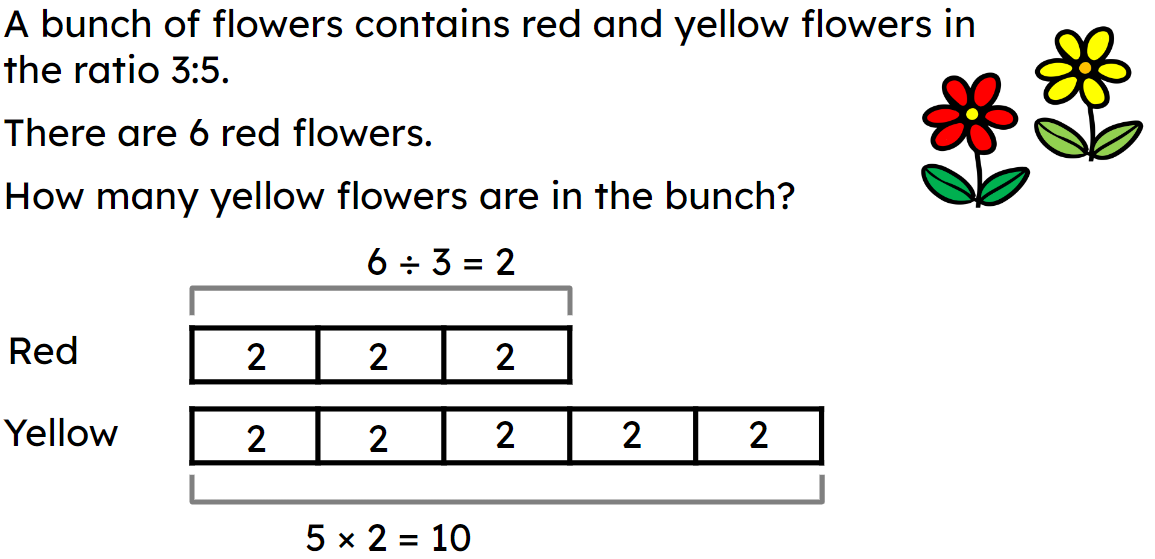 A bunch of flowers contains red and yellow flowers in
the ratio 3:5.
There are 6 red flowers.
How many yellow flowers are in the bunch?
6 ÷ 3 = 2
Red 2 2 2
Yellow 2 2 2 2 2
5 × 2 = 10